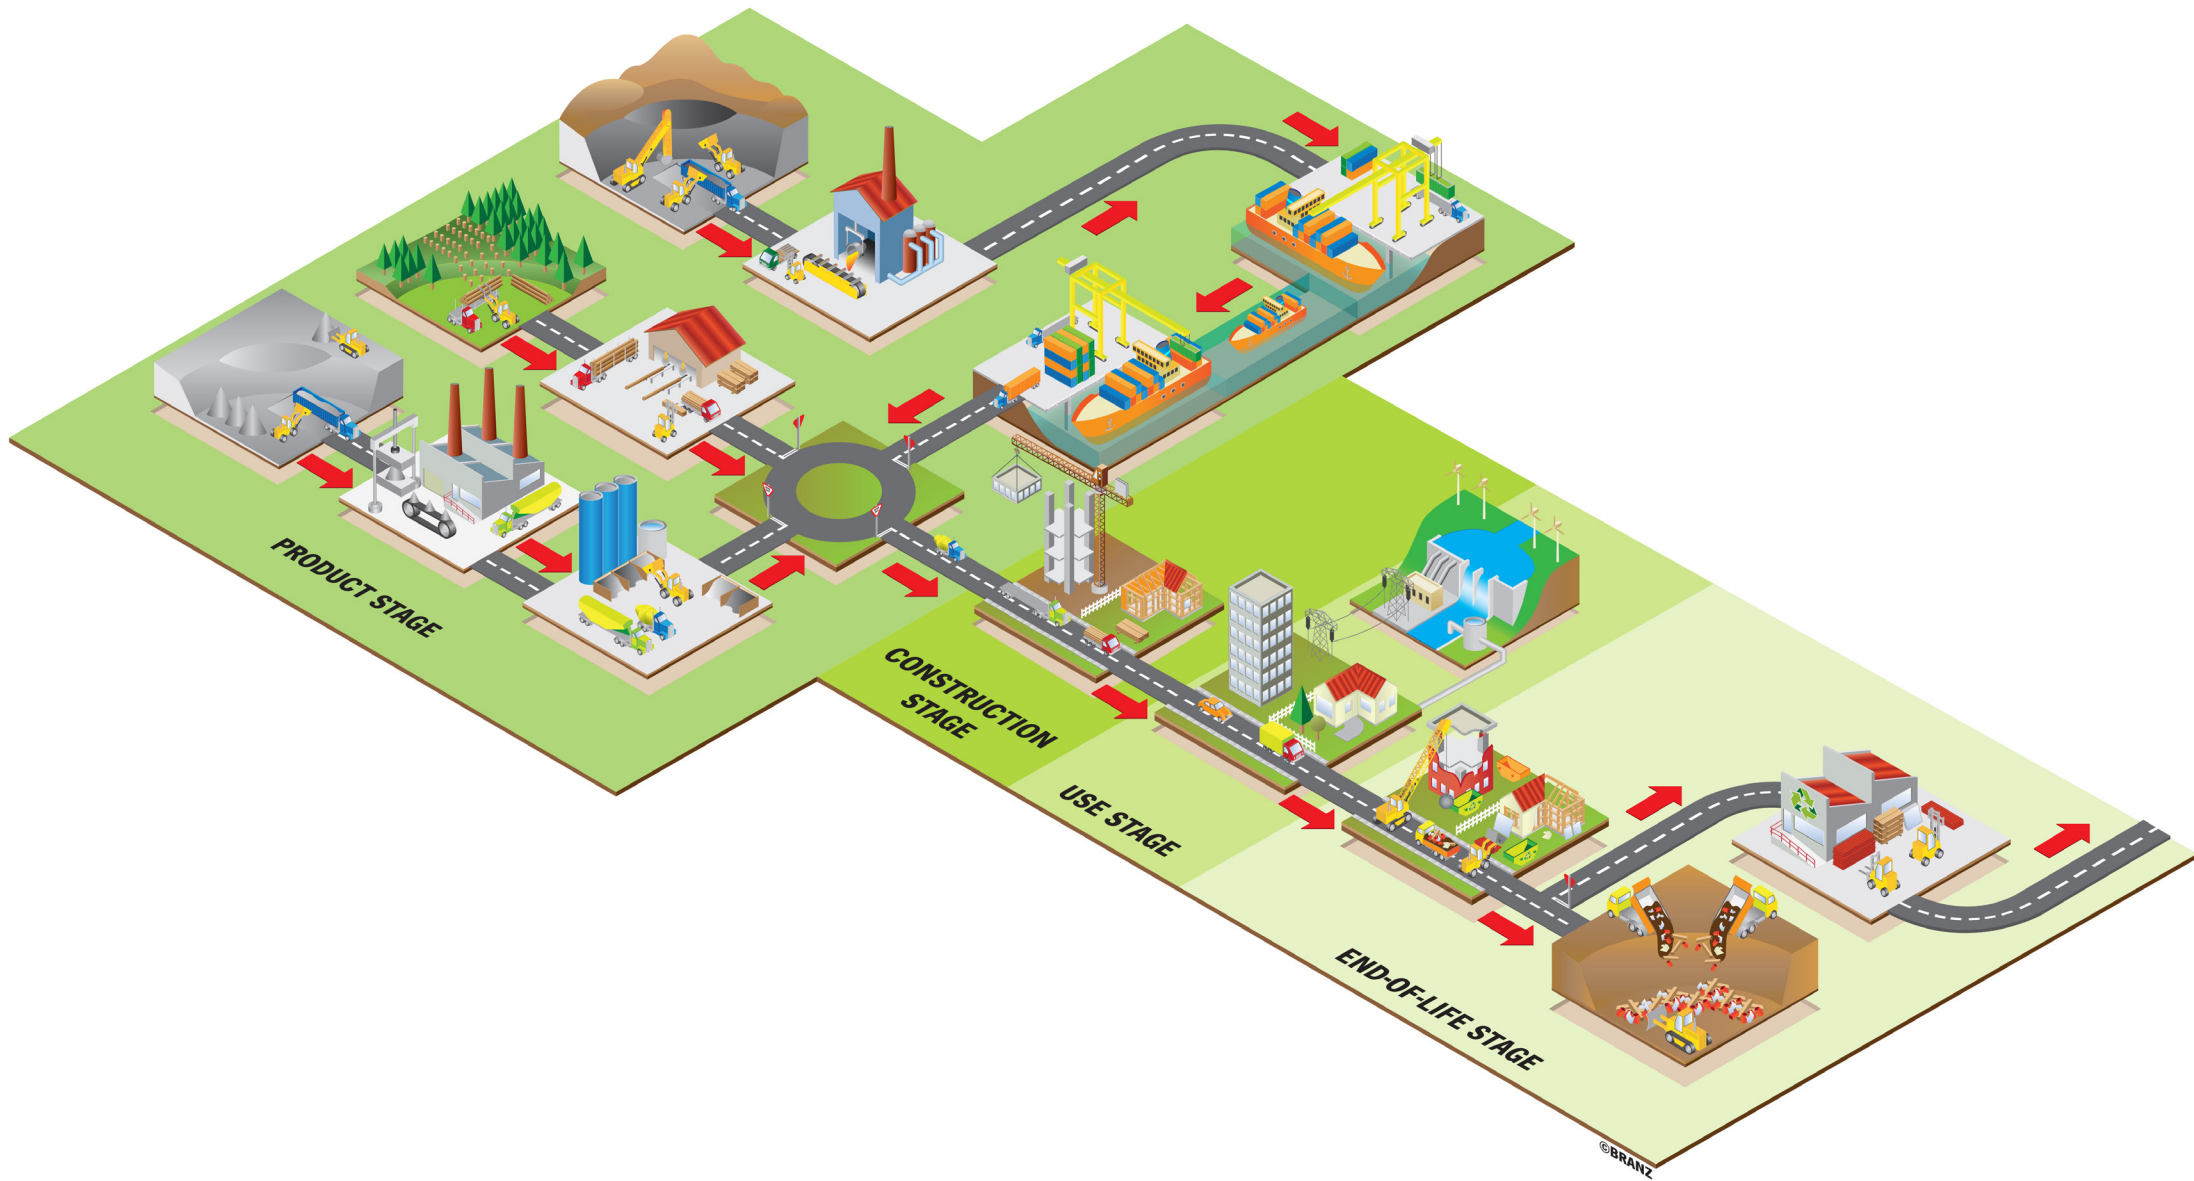 PRODUCT STAGE
CONSTRUCTION
STAGE
USE STAGE
END-OF-LIFE STAGE
©BRANZ